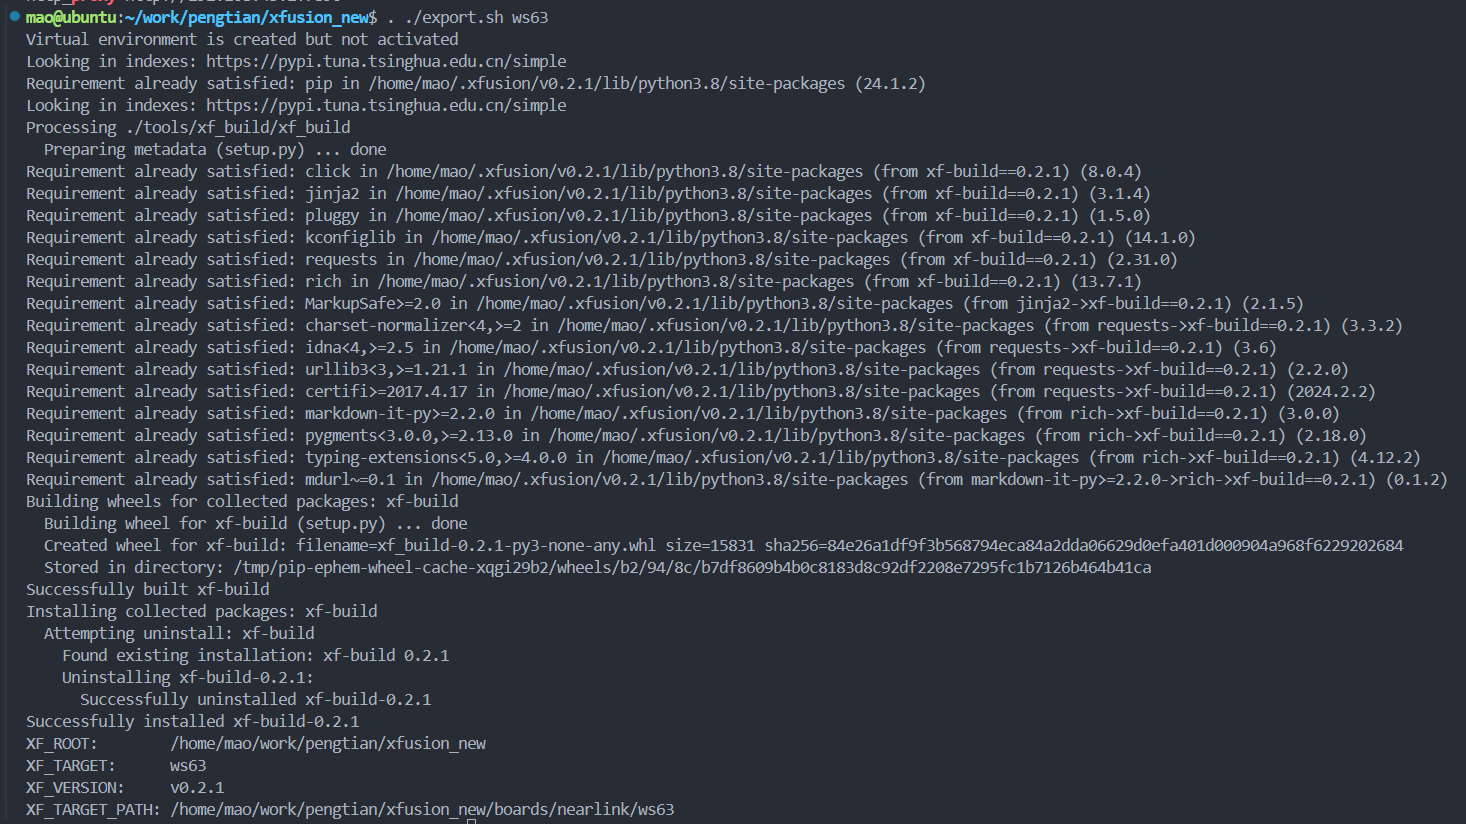 mao@ubuntu:~/work/pengtian/xfusion_new$ . ./export.sh ws63
Virtual environment is created but not activated
Looking in indexes: https://pypi.tuna.tsinghua.edu.cn/simple
Requirement already satisfied: pip in /home/mao/.xfusion/v0.2.1/lib/python3.8/site-packages (24.1.2)
Looking in indexes: https://pypi.tuna.tsinghua.edu.cn/simple
Processing ./tools/xf_build/xf_build
  Preparing metadata (setup.py) ... done
Requirement already satisfied: click in /home/mao/.xfusion/v0.2.1/lib/python3.8/site-packages (from xf-build==0.2.1) (8.0.4)
Requirement already satisfied: jinja2 in /home/mao/.xfusion/v0.2.1/lib/python3.8/site-packages (from xf-build==0.2.1) (3.1.4)
Requirement already satisfied: pluggy in /home/mao/.xfusion/v0.2.1/lib/python3.8/site-packages (from xf-build==0.2.1) (1.5.0)
Requirement already satisfied: kconfiglib in /home/mao/.xfusion/v0.2.1/lib/python3.8/site-packages (from xf-build==0.2.1) (14.1.0)
Requirement already satisfied: requests in /home/mao/.xfusion/v0.2.1/lib/python3.8/site-packages (from xf-build==0.2.1) (2.31.0)
Requirement already satisfied: rich in /home/mao/.xfusion/v0.2.1/lib/python3.8/site-packages (from xf-build==0.2.1) (13.7.1)
Requirement already satisfied: MarkupSafe>=2.0 in /home/mao/.xfusion/v0.2.1/lib/python3.8/site-packages (from jinja2->xf-build==0.2.1) (2.1.5)
Requirement already satisfied: charset-normalizer<4,>=2 in /home/mao/.xfusion/v0.2.1/lib/python3.8/site-packages (from requests->xf-build==0.2.1) (3.3.2)
Requirement already satisfied: idna<4,>=2.5 in /home/mao/.xfusion/v0.2.1/lib/python3.8/site-packages (from requests->xf-build==0.2.1) (3.6)
Requirement already satisfied: urllib3<3,>=1.21.1 in /home/mao/.xfusion/v0.2.1/lib/python3.8/site-packages (from requests->xf-build==0.2.1) (2.2.0)
Requirement already satisfied: certifi>=2017.4.17 in /home/mao/.xfusion/v0.2.1/lib/python3.8/site-packages (from requests->xf-build==0.2.1) (2024.2.2)
Requirement already satisfied: markdown-it-py>=2.2.0 in /home/mao/.xfusion/v0.2.1/lib/python3.8/site-packages (from rich->xf-build==0.2.1) (3.0.0)
Requirement already satisfied: pygments<3.0.0,>=2.13.0 in /home/mao/.xfusion/v0.2.1/lib/python3.8/site-packages (from rich->xf-build==0.2.1) (2.18.0)
Requirement already satisfied: typing-extensions<5.0,>=4.0.0 in /home/mao/.xfusion/v0.2.1/lib/python3.8/site-packages (from rich->xf-build==0.2.1) (4.12.2)
Requirement already satisfied: mdurl~=0.1 in /home/mao/.xfusion/v0.2.1/lib/python3.8/site-packages (from markdown-it-py>=2.2.0->rich->xf-build==0.2.1) (0.1.2)
Building wheels for collected packages: xf-build
  Building wheel for xf-build (setup.py) ... done
  Created wheel for xf-build: filename=xf_build-0.2.1-py3-none-any.whl size=15831 sha256=84e26a1df9f3b568794eca84a2dda06629d0efa401d000904a968f6229202684
  Stored in directory: /tmp/pip-ephem-wheel-cache-xqgi29b2/wheels/b2/94/8c/b7df8609b4b0c8183d8c92df2208e7295fc1b7126b464b41ca
Successfully built xf-build
Installing collected packages: xf-build
  Attempting uninstall: xf-build
    Found existing installation: xf-build 0.2.1
    Uninstalling xf-build-0.2.1:
      Successfully uninstalled xf-build-0.2.1
Successfully installed xf-build-0.2.1
XF_ROOT:        /home/mao/work/pengtian/xfusion_new
XF_TARGET:      ws63
XF_VERSION:     v0.2.1
XF_TARGET_PATH: /home/mao/work/pengtian/xfusion_new/boards/nearlink/ws63